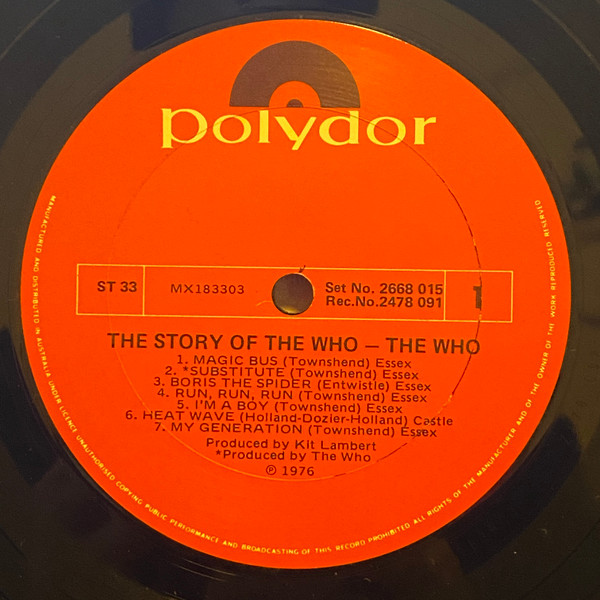 polydor
ST 33
MX183303
Set No. 2668 015
Rec.No.2478 091
1
THE STORY OF THE WHO — THE WHO
1. MAGIC BUS (Townshend) Essex
2. *SUBSTITUTE (Townshend) Essex
3. BORIS THE SPIDER (Entwistle) Essex
4. RUN, RUN, RUN (Townshend) Essex
5. I'M A BOY (Townshend) Essex
6. HEAT WAVE (Holland-Dozier-Holland) Castle
7. MY GENERATION (Townshend) Essex
Produced by Kit Lambert
*Produced by The Who
℗ 1976
MANUFACTURED AND DISTRIBUTED IN AUSTRALIA UNDER LICENCE UNAUTHORISED COPYING PUBLIC PERFORMANCE AND BROADCASTING OF THIS RECORD PROHIBITED ALL RIGHTS OF THE MANUFACTURER AND OF THE OWNER OF THE WORK REPRODUCED RESERVED